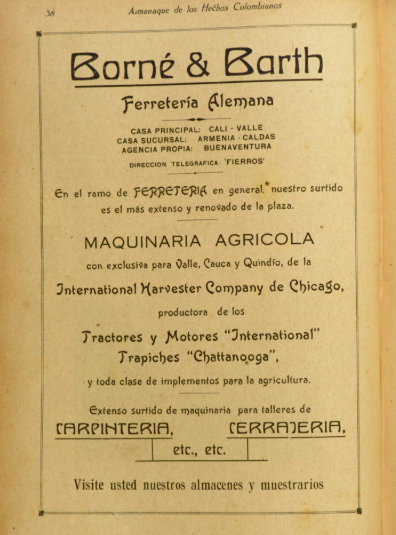 58
Almanaque de los Hechos Colombianos
Borné & Barth
Ferretería Alemana
CASA PRINCIPAL: CALI - VALLE
CASA SUCURSAL: ARMENIA - CALDAS
AGENCIA PROPIA: BUENAVENTURA
DIRECCION TELEGRAFICA: 'FIERROS'
En el ramo de FERRETERIA en general, nuestro surtido
es el más extenso y renovado de la plaza.
MAQUINARIA AGRICOLA
con exclusiva para Valle, Cauca y Quindío, de la
International Harvester Company de Chicago,
productora de los
Tractores y Motores "International"
Trapiches "Chattanooga",
y toda clase de implementos para la agricultura.
Extenso surtido de maquinaria para talleres de
CARPINTERIA, CERRAJERIA,
etc., etc.
Visite usted nuestros almacenes y muestrarios